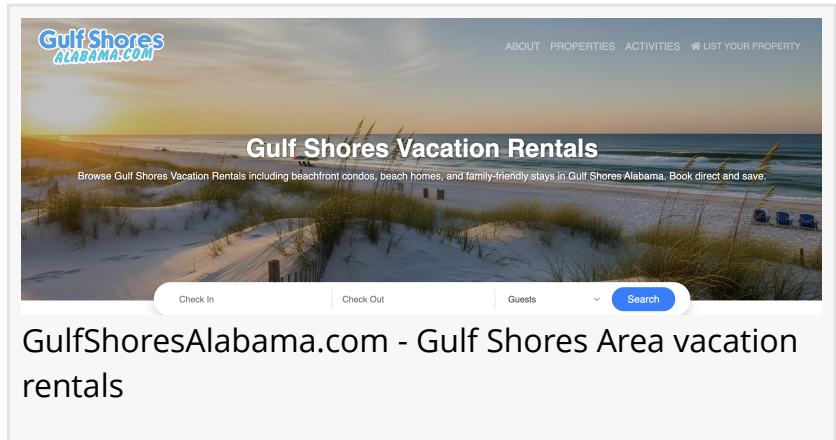 Gulf Shores
ALABAMA.COM
ABOUT PROPERTIES ACTIVITIES LIST YOUR PROPERTY
Gulf Shores Vacation Rentals
Browse Gulf Shores Vacation Rentals including beachfront condos, beach homes, and family-friendly stays in Gulf Shores Alabama. Book direct and save.
Check In Check Out Guests Search
GulfShoresAlabama.com - Gulf Shores Area vacation
rentals